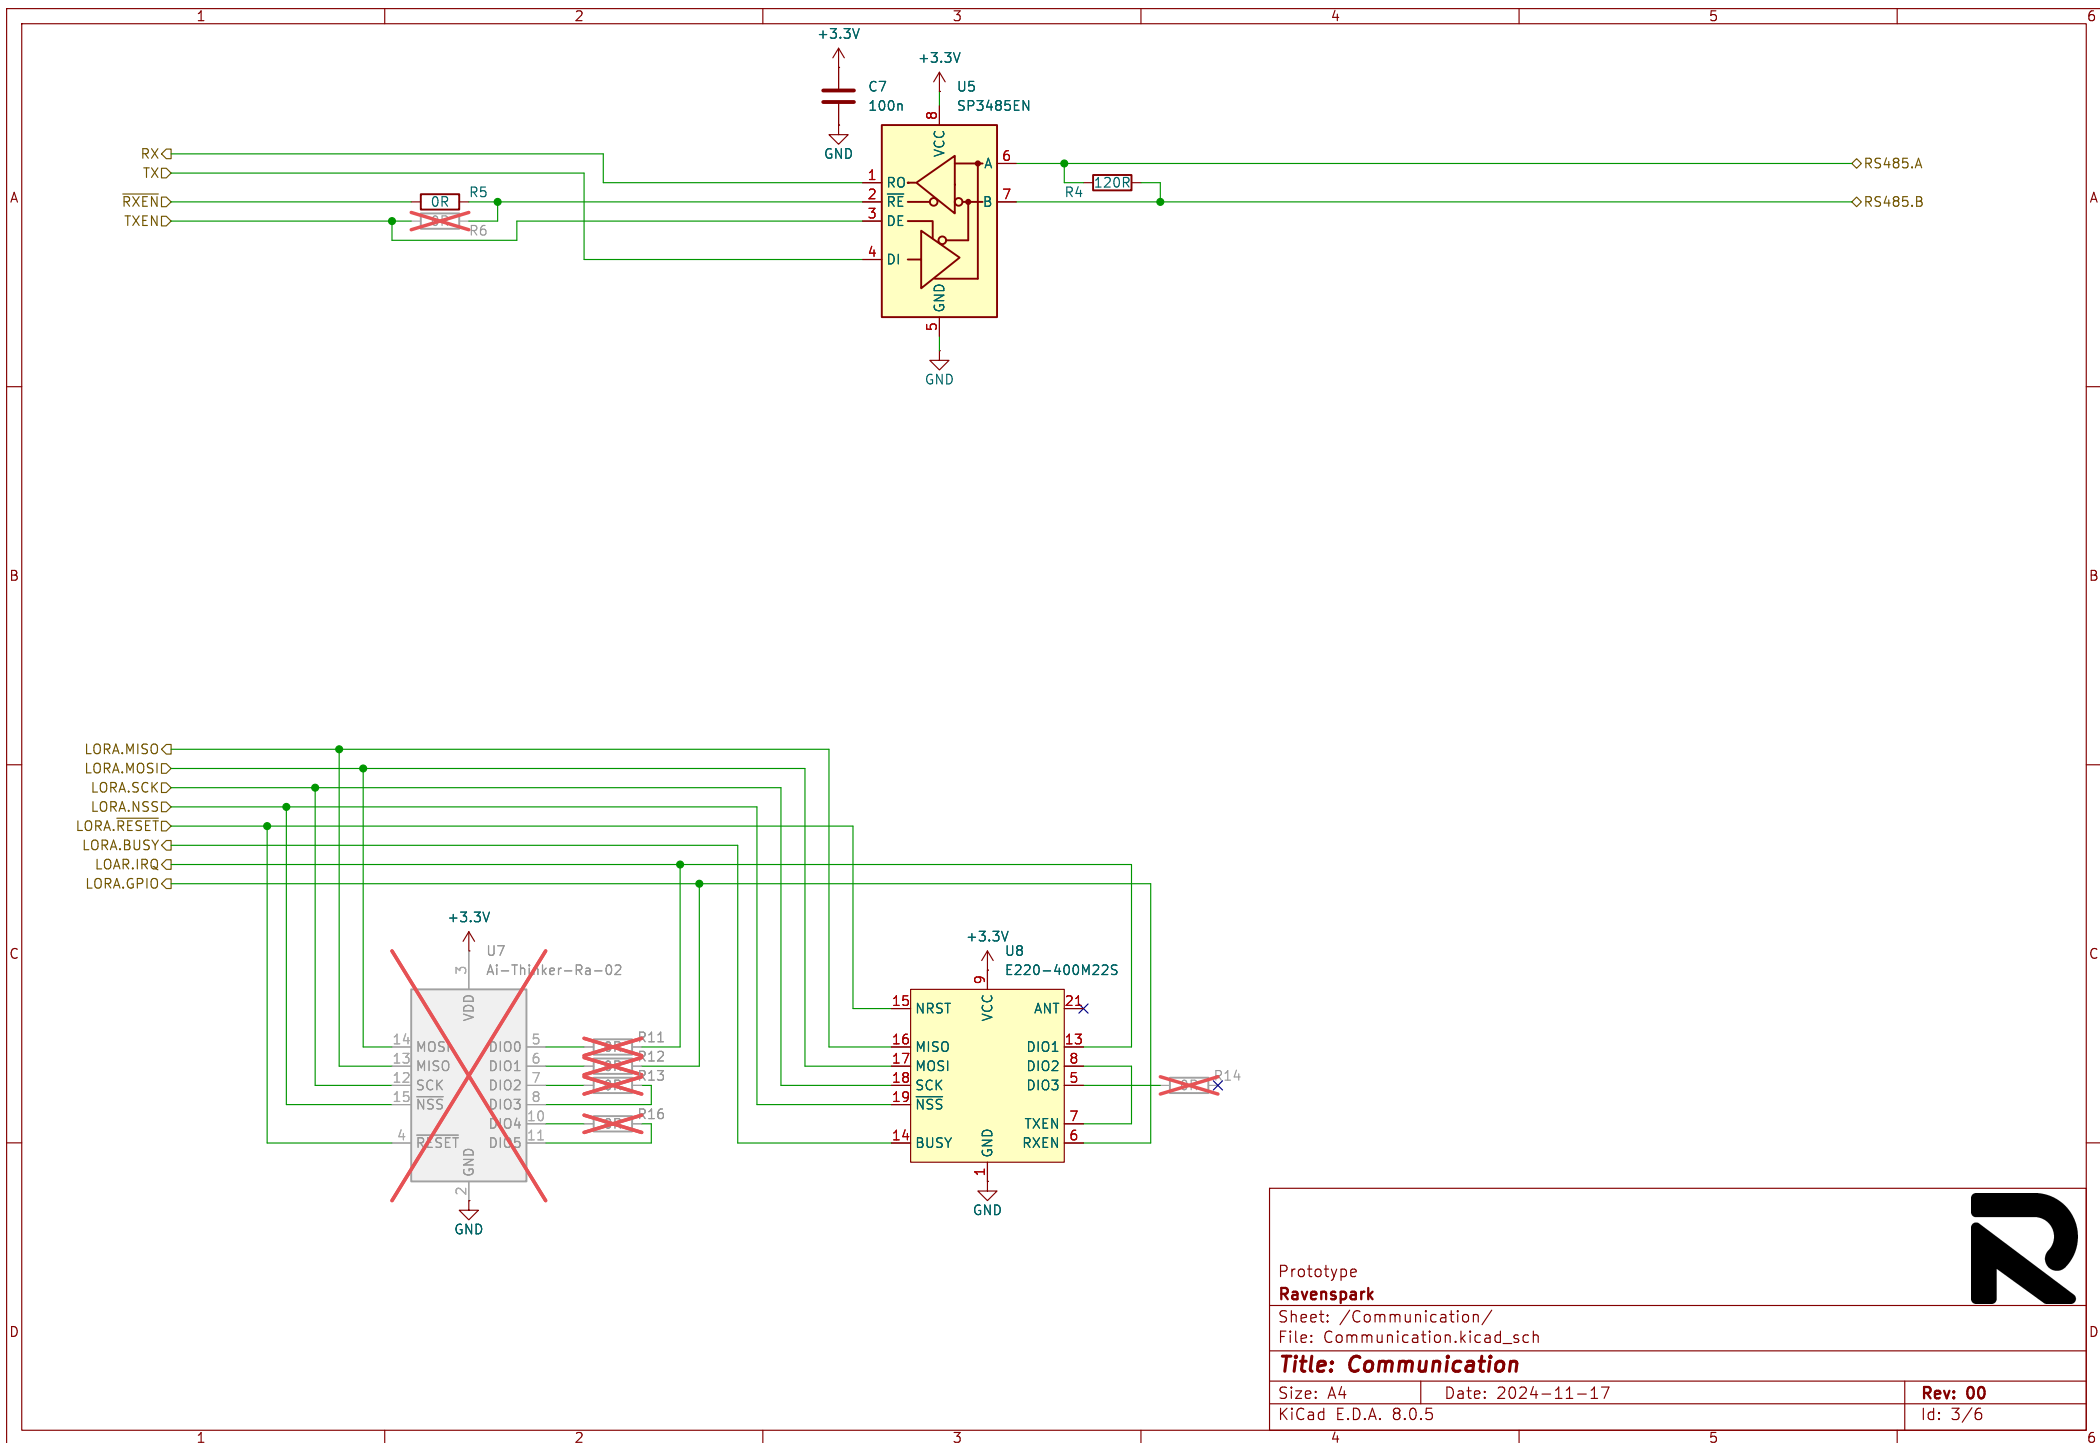 1 2 3 4 5 6
+3.3V
+3.3V
C7
100n
U5
SP3485EN
GND
8
VCC
RX
TX
RXEN
TXEN
R5
0R
R6
1 RO
2 RE
3 DE
4 DI
A 6
B 7
GND
5
GND
R4
120R
RS485.A
RS485.B
A
A
B
B
LORA.MISO
LORA.MOSI
LORA.SCK
LORA.NSS
LORA.RESET
LORA.BUSY
LOAR.IRQ
LORA.GPIO
C
C
+3.3V
U7
Ai-Thinker-Ra-02
3
VDD
14 MOSI
13 MISO
12 SCK
15 NSS
4 RESET
DIO0 5
DIO1 6
DIO2 7
DIO3 8
DIO4 10
DIO5 11
GND
2
GND
R11
R12
R13
R16
+3.3V
U8
E220-400M22S
9
VCC
15 NRST
16 MISO
17 MOSI
18 SCK
19 NSS
14 BUSY
ANT 21
DIO1 13
DIO2 8
DIO3 5
TXEN 7
RXEN 6
GND
1
GND
R14
D
D
Prototype
Ravenspark
Sheet: /Communication/
File: Communication.kicad_sch
Title: Communication
Size: A4 Date: 2024-11-17 Rev: 00
KiCad E.D.A. 8.0.5 Id: 3/6
1 2 3 4 5 6